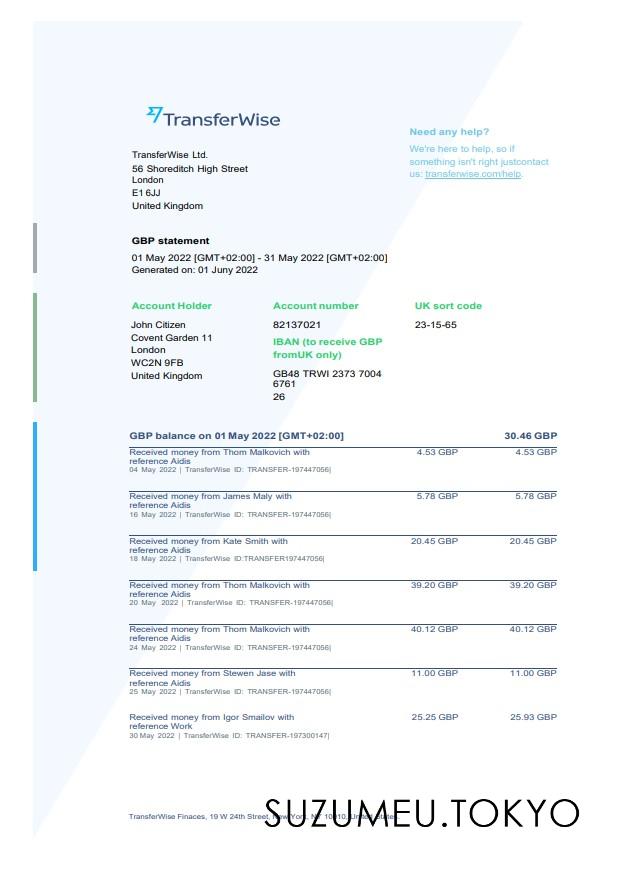 TransferWise
Need any help?
We're here to help, so if
something isn't right justcontact
us: transferwise.com/help.
TransferWise Ltd.
56 Shoreditch High Street
London
E1 6JJ
United Kingdom
GBP statement
01 May 2022 [GMT+02:00] - 31 May 2022 [GMT+02:00]
Generated on: 01 Juny 2022
Account Holder
John Citizen
Covent Garden 11
London
WC2N 9FB
United Kingdom
Account number
82137021
IBAN (to receive GBP
fromUK only)
GB48 TRWI 2373 7004
6761
26
UK sort code
23-15-65
GBP balance on 01 May 2022 [GMT+02:00] 30.46 GBP
Received money from Thom Malkovich with 4.53 GBP 4.53 GBP
reference Aidis
04 May 2022 | TransferWise ID: TRANSFER-197447056|
Received money from James Maly with 5.78 GBP 5.78 GBP
reference Aidis
16 May 2022 | TransferWise ID: TRANSFER-197447056|
Received money from Kate Smith with 20.45 GBP 20.45 GBP
reference Aidis
18 May 2022 | TransferWise ID:TRANSFER197447056|
Received money from Thom Malkovich with 39.20 GBP 39.20 GBP
reference Aidis
20 May 2022 | TransferWise ID: TRANSFER-197447056|
Received money from Thom Malkovich with 40.12 GBP 40.12 GBP
reference Aidis
24 May 2022 | TransferWise ID: TRANSFER-197447056|
Received money from Stewen Jase with 11.00 GBP 11.00 GBP
reference Aidis
25 May 2022 | TransferWise ID: TRANSFER-197447056|
Received money from Igor Smailov with 25.25 GBP 25.93 GBP
reference Work
30 May 2022 | TransferWise ID: TRANSFER-197300147|
TransferWise Finaces, 19 W 24th Street, New York, NY 10010, United States.
SUZUMEU.TOKYO